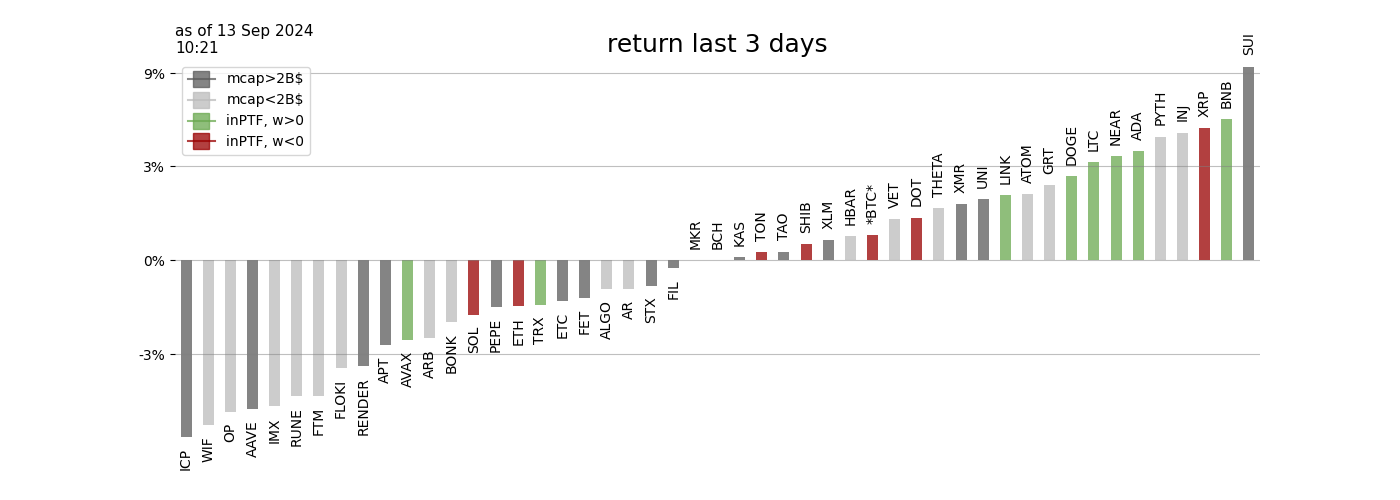 as of 13 Sep 2024
10:21
return last 3 days
mcap>2B$
mcap<2B$
inPTF, w>0
inPTF, w<0
9%
3%
0%
-3%
ICP
WIF
OP
AAVE
IMX
RUNE
FTM
FLOKI
RENDER
APT
AVAX
ARB
BONK
SOL
PEPE
ETH
TRX
ETC
FET
ALGO
AR
STX
FIL
MKR
BCH
KAS
TON
TAO
SHIB
XLM
HBAR
*BTC*
VET
DOT
THETA
XMR
UNI
LINK
ATOM
GRT
DOGE
LTC
NEAR
ADA
PYTH
INJ
XRP
BNB
SUI